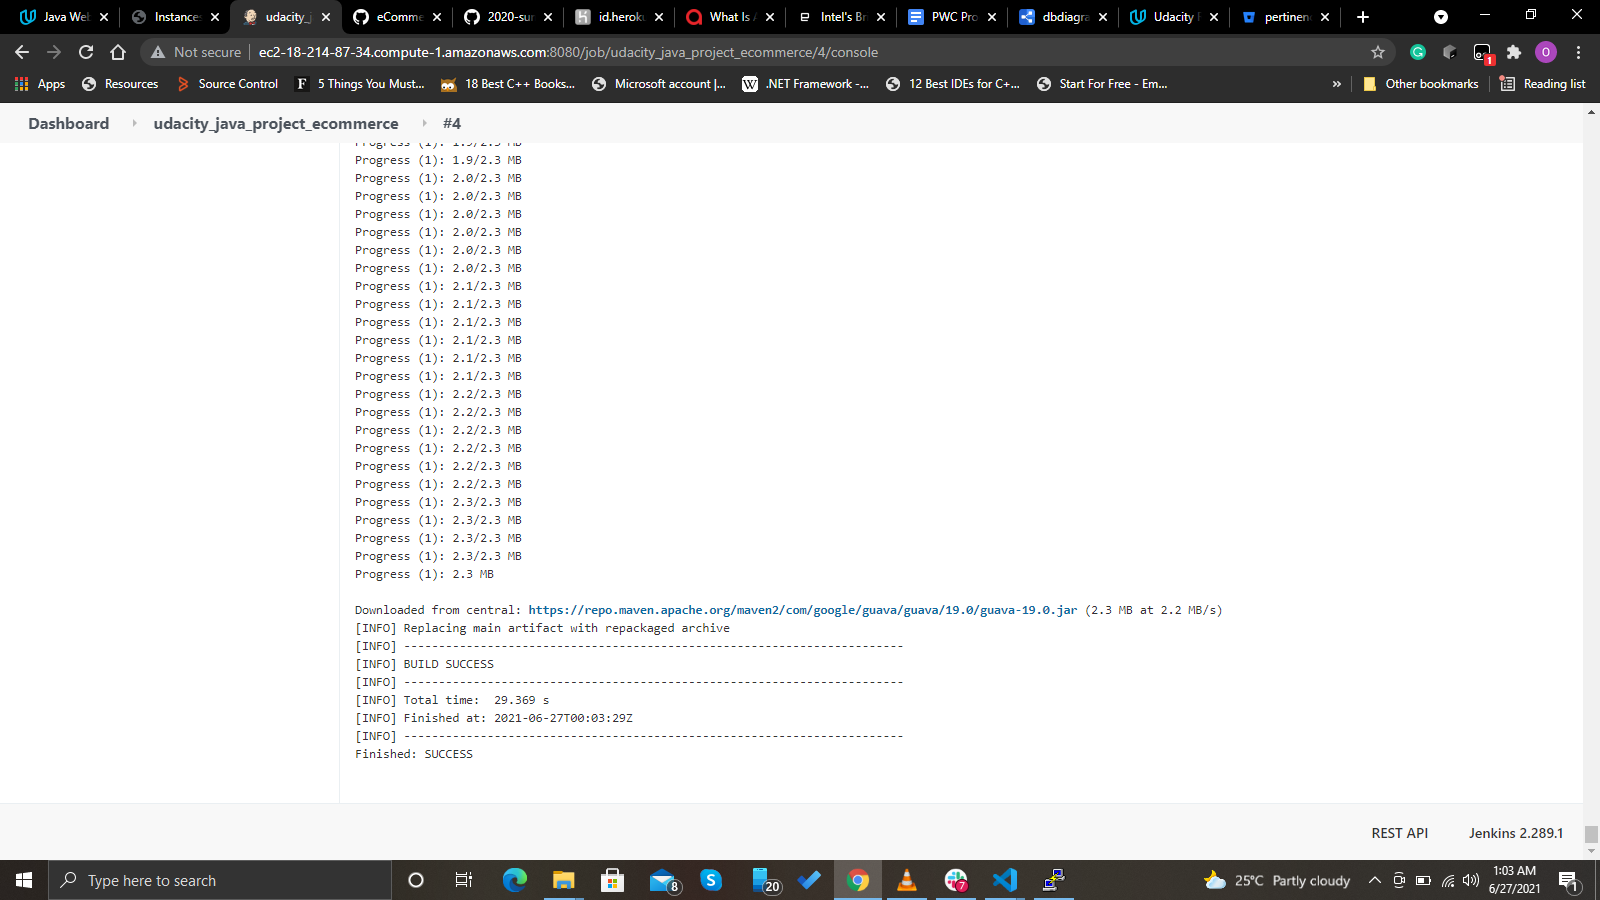 Java Web
Instances
udacity_j
eComme
2020-sur
id.heroku
What Is A
Intel's Br
PWC Pro
dbdiagra
Udacity
pertinen
Not secure
ec2-18-214-87-34.compute-1.amazonaws.com:8080/job/udacity_java_project_ecommerce/4/console
1
O
Apps
Resources
Source Control
5 Things You Must...
18 Best C++ Books...
Microsoft account |...
.NET Framework -...
12 Best IDEs for C+...
Start For Free - Em...
»
Other bookmarks
Reading list
Dashboard
udacity_java_project_ecommerce
#4
Progress (1): 1.9/2.3 MB
Progress (1): 1.9/2.3 MB
Progress (1): 2.0/2.3 MB
Progress (1): 2.0/2.3 MB
Progress (1): 2.0/2.3 MB
Progress (1): 2.0/2.3 MB
Progress (1): 2.0/2.3 MB
Progress (1): 2.0/2.3 MB
Progress (1): 2.1/2.3 MB
Progress (1): 2.1/2.3 MB
Progress (1): 2.1/2.3 MB
Progress (1): 2.1/2.3 MB
Progress (1): 2.1/2.3 MB
Progress (1): 2.1/2.3 MB
Progress (1): 2.2/2.3 MB
Progress (1): 2.2/2.3 MB
Progress (1): 2.2/2.3 MB
Progress (1): 2.2/2.3 MB
Progress (1): 2.2/2.3 MB
Progress (1): 2.2/2.3 MB
Progress (1): 2.3/2.3 MB
Progress (1): 2.3/2.3 MB
Progress (1): 2.3/2.3 MB
Progress (1): 2.3/2.3 MB
Progress (1): 2.3 MB
Downloaded from central: https://repo.maven.apache.org/maven2/com/google/guava/guava/19.0/guava-19.0.jar (2.3 MB at 2.2 MB/s)
[INFO] Replacing main artifact with repackaged archive
[INFO] ------------------------------------------------------------------------
[INFO] BUILD SUCCESS
[INFO] ------------------------------------------------------------------------
[INFO] Total time:  29.369 s
[INFO] Finished at: 2021-06-27T00:03:29Z
[INFO] ------------------------------------------------------------------------
Finished: SUCCESS
REST API
Jenkins 2.289.1
Type here to search
8
20
7
25°C Partly cloudy
1:03 AM
6/27/2021
1